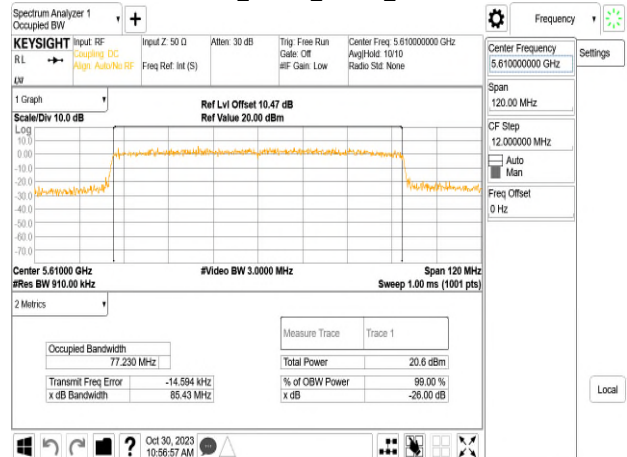 Spectrum Analyzer 1
Occupied BW
+
Frequency
KEYSIGHT
RL
Input: RF
Coupling: DC
Align: Auto/No RF
Input Z: 50 Ω
Freq Ref: Int (S)
Atten: 30 dB
Trig: Free Run
Gate: Off
#IF Gain: Low
Center Freq: 5.610000000 GHz
Avg|Hold: 10/10
Radio Std: None
Center Frequency
5.610000000 GHz
Settings
Span
120.00 MHz
CF Step
12.000000 MHz
Auto
Man
Freq Offset
0 Hz
1 Graph
Scale/Div 10.0 dB
Ref Lvl Offset 10.47 dB
Ref Value 20.00 dBm
Log
10.0
0.00
-10.0
-20.0
-30.0
-40.0
-50.0
-60.0
-70.0
Center 5.61000 GHz
#Video BW 3.0000 MHz
Span 120 MHz
#Res BW 910.00 kHz
Sweep 1.00 ms (1001 pts)
2 Metrics
Measure Trace
Trace 1
Occupied Bandwidth
77.230 MHz
Total Power
20.6 dBm
Transmit Freq Error
-14.594 kHz
% of OBW Power
99.00 %
x dB Bandwidth
85.43 MHz
x dB
-26.00 dB
Local
?
Oct 30, 2023
10:56:57 AM